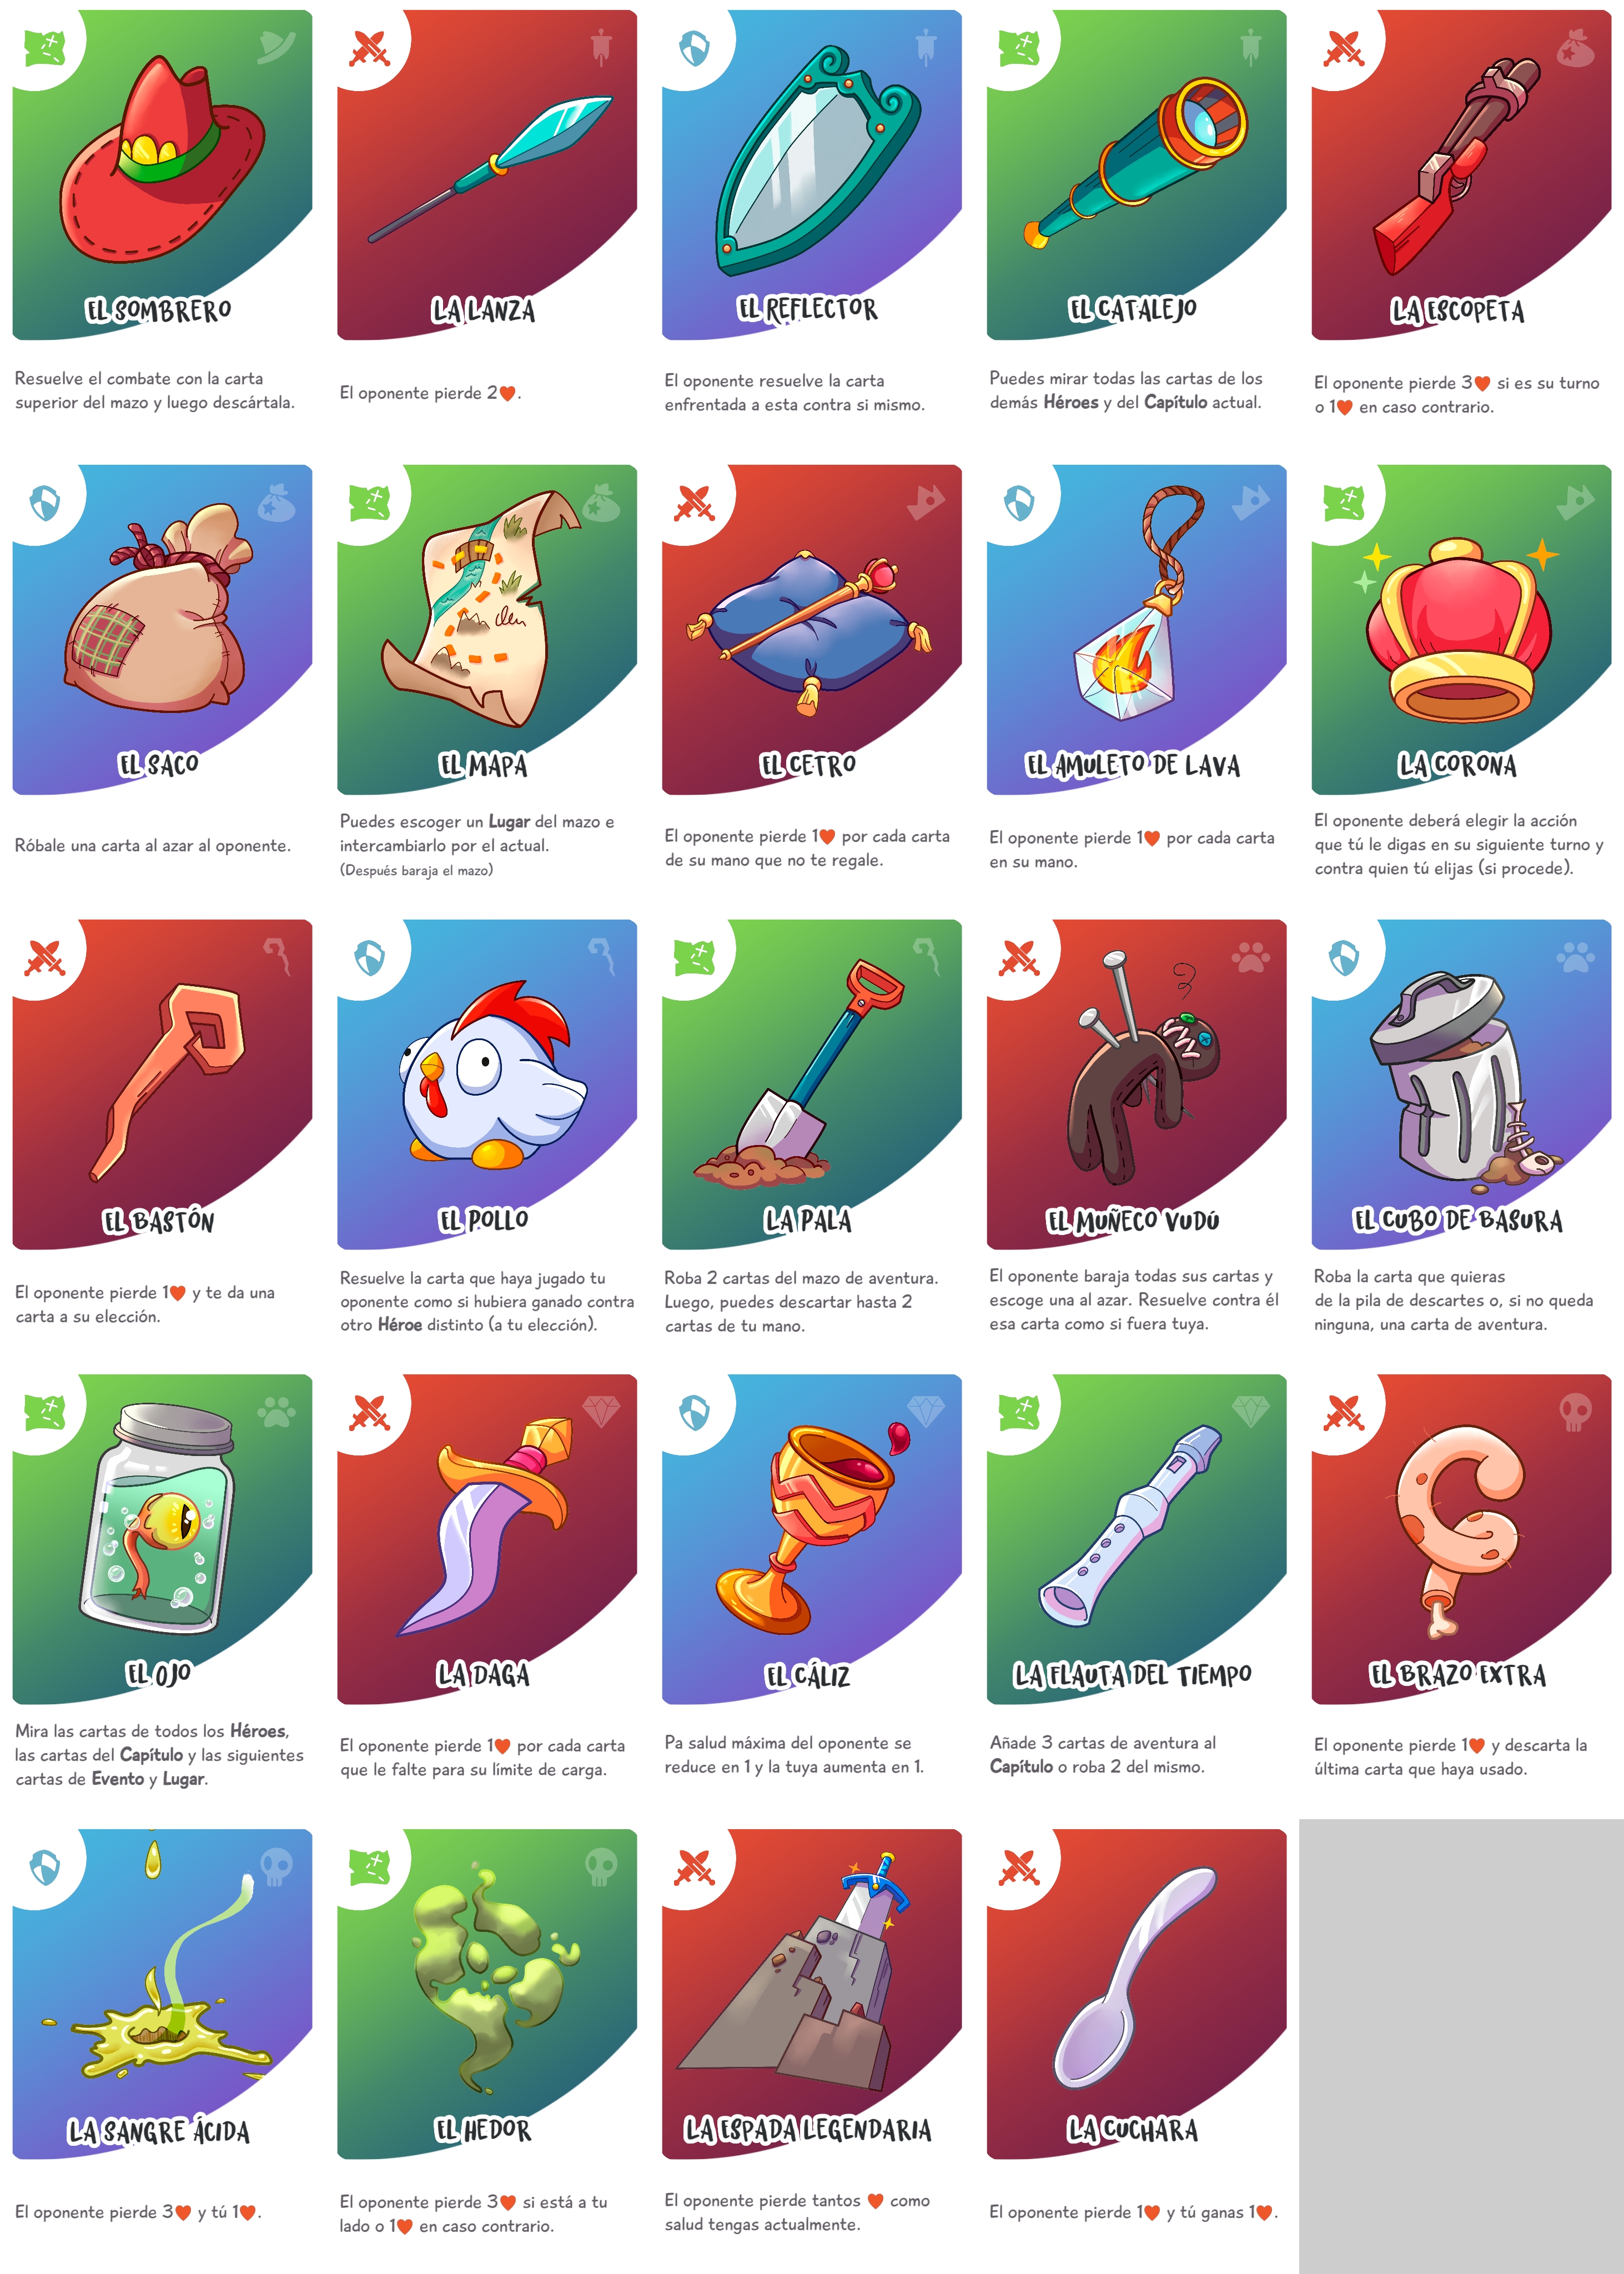 EL SOMBRERO
Resuelve el combate con la carta
superior del mazo y luego descártala.
LA LANZA
El oponente pierde 2❤.
EL REFLECTOR
El oponente resuelve la carta
enfrentada a esta contra si mismo.
EL CATALEJO
Puedes mirar todas las cartas de los
demás Héroes y del Capítulo actual.
LA ESCOPETA
El oponente pierde 3❤ si es su turno
o 1❤ en caso contrario.
EL SACO
Róbale una carta al azar al oponente.
EL MAPA
Puedes escoger un Lugar del mazo e
intercambiarlo por el actual.
(Después baraja el mazo)
EL CETRO
El oponente pierde 1❤ por cada carta
de su mano que no te regale.
EL AMULETO DE LAVA
El oponente pierde 1❤ por cada carta
en su mano.
LA CORONA
El oponente deberá elegir la acción
que tú le digas en su siguiente turno y
contra quien tú elijas (si procede).
EL BASTÓN
El oponente pierde 1❤ y te da una
carta a su elección.
EL POLLO
Resuelve la carta que haya jugado tu
oponente como si hubiera ganado contra
otro Héroe distinto (a tu elección).
LA PALA
Roba 2 cartas del mazo de aventura.
Luego, puedes descartar hasta 2
cartas de tu mano.
EL MUÑECO VUDÚ
El oponente baraja todas sus cartas y
escoge una al azar. Resuelve contra él
esa carta como si fuera tuya.
EL CUBO DE BASURA
Roba la carta que quieras
de la pila de descartes o, si no queda
ninguna, una carta de aventura.
EL OJO
Mira las cartas de todos los Héroes,
las cartas del Capítulo y las siguientes
cartas de Evento y Lugar.
LA DAGA
El oponente pierde 1❤ por cada carta
que le falte para su límite de carga.
EL CÁLIZ
Pa salud máxima del oponente se
reduce en 1 y la tuya aumenta en 1.
LA FLAUTA DEL TIEMPO
Añade 3 cartas de aventura al
Capítulo o roba 2 del mismo.
EL BRAZO EXTRA
El oponente pierde 1❤ y descarta la
última carta que haya usado.
LA SANGRE ÁCIDA
El oponente pierde 3❤ y tú 1❤.
EL HEDOR
El oponente pierde 3❤ si está a tu
lado o 1❤ en caso contrario.
LA ESPADA LEGENDARIA
El oponente pierde tantos ❤ como
salud tengas actualmente.
LA CUCHARA
El oponente pierde 1❤ y tú ganas 1❤.